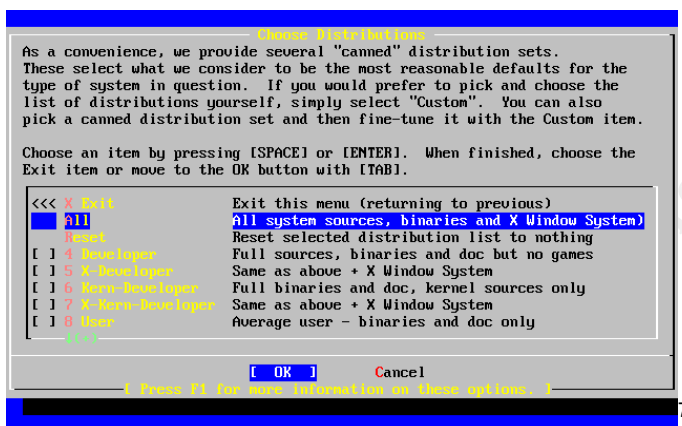 Choose Distributions
As a convenience, we provide several "canned" distribution sets.
These select what we consider to be the most reasonable defaults for the
type of system in question.  If you would prefer to pick and choose the
list of distributions yourself, simply select "Custom".  You can also
pick a canned distribution set and then fine-tune it with the Custom item.
Choose an item by pressing [SPACE] or [ENTER].  When finished, choose the
Exit item or move to the OK button with [TAB].
<<< X Exit Exit this menu (returning to previous)
All All system sources, binaries and X Window System)
Reset Reset selected distribution list to nothing
[ ] 4 Developer Full sources, binaries and doc but no games
[ ] 5 X-Developer Same as above + X Window System
[ ] 6 Kern-Developer Full binaries and doc, kernel sources only
[ ] 7 X-Kern-Developer Same as above + X Window System
[ ] 8 User Average user - binaries and doc only
(+)
[ OK ] Cancel
[ Press F1 for more information on these options. ]